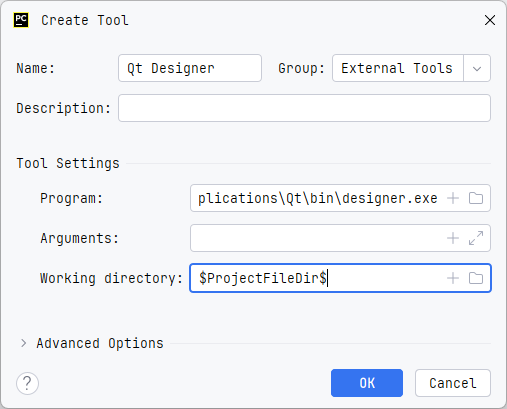 PC Create Tool
Name: Qt Designer Group: External Tools
Description:
Tool Settings
Program: plications\Qt\bin\designer.exe
Arguments:
Working directory: $ProjectFileDir$
Advanced Options
? OK Cancel